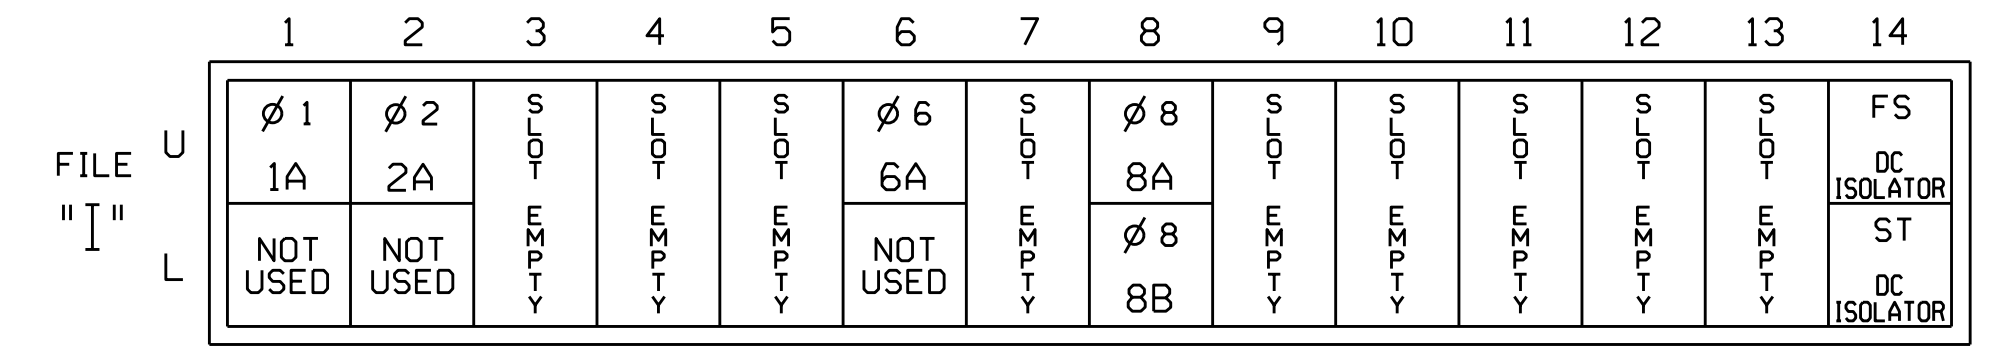 1 2 3 4 5 6 7 8 9 10 11 12 13 14
FILE
"I"
U
L
Ø 1
1A
NOT
USED
Ø 2
2A
NOT
USED
SLOT
EMPTY
SLOT
EMPTY
SLOT
EMPTY
Ø 6
6A
NOT
USED
SLOT
EMPTY
Ø 8
8A
Ø 8
8B
SLOT
EMPTY
SLOT
EMPTY
SLOT
EMPTY
SLOT
EMPTY
SLOT
EMPTY
FS
DC
ISOLATOR
ST
DC
ISOLATOR